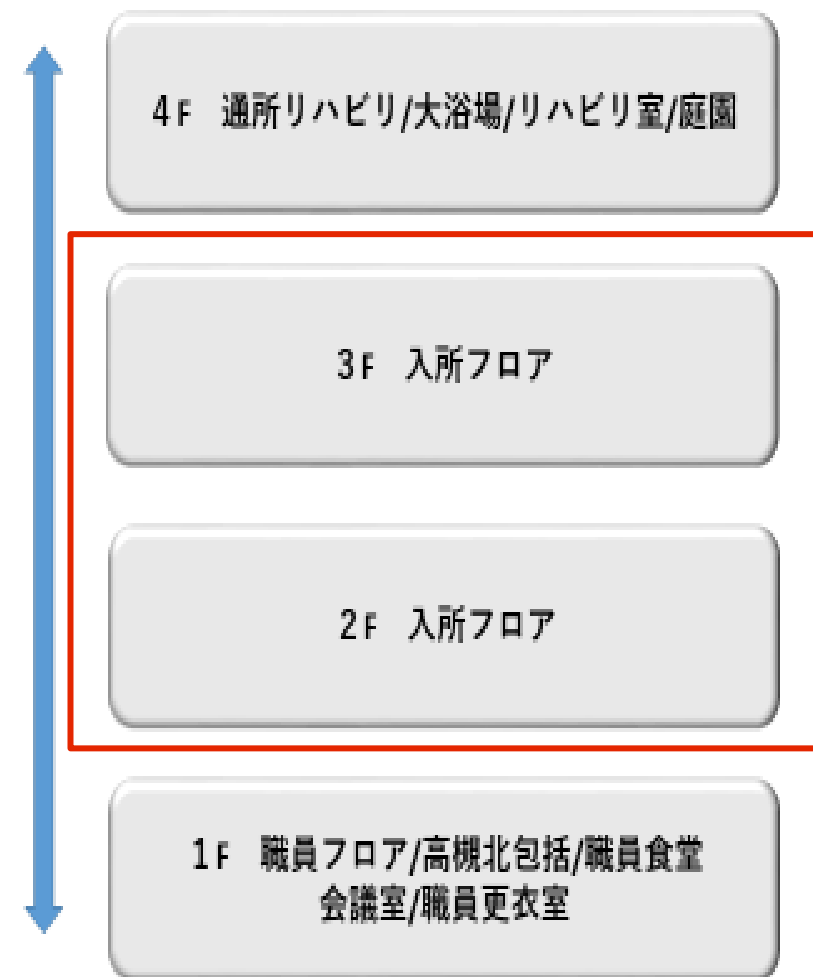 4F 通所リハビリ/大浴場/リハビリ室/庭園
3F 入所フロア
2F 入所フロア
1F 職員フロア/高槻北包括/職員食堂
会議室/職員更衣室